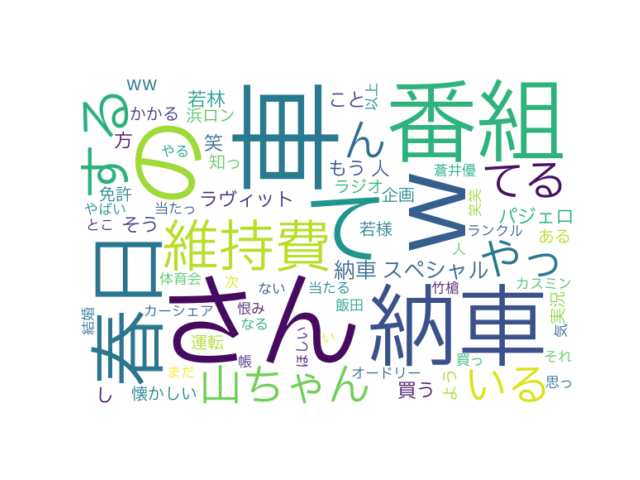 ww
若林
こと
以上
番組
する
かかる
浜ロン
の
車
ん
方
やる
笑
知っ
もう
人
蒼井優
てる
免許
ラヴィット
ラジオ
企画
笑笑
w
パジェロ
やばい
当たっ
とこ
そう
維持費
て
若様
ランクル
ある
人
やっ
春日
納車
スペシャル
カスミン
実況
気
体育会
次
ない
当たる
竹槍
さん
納車
結婚
カーシェア
恨み
飯田
なる
ほしい
い
運転
帳
買っ
それ
まだ
山ちゃん
オードリー
買う
よう
いる
思っ
し
懐かしい